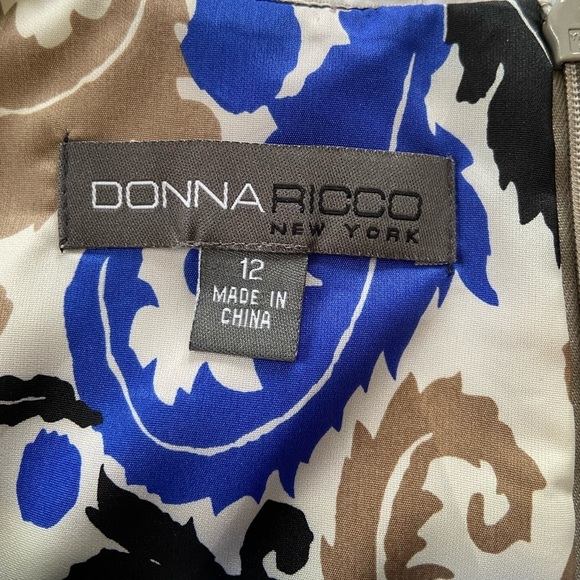 DONNA RICCO
NEW YORK
12
MADE IN
CHINA